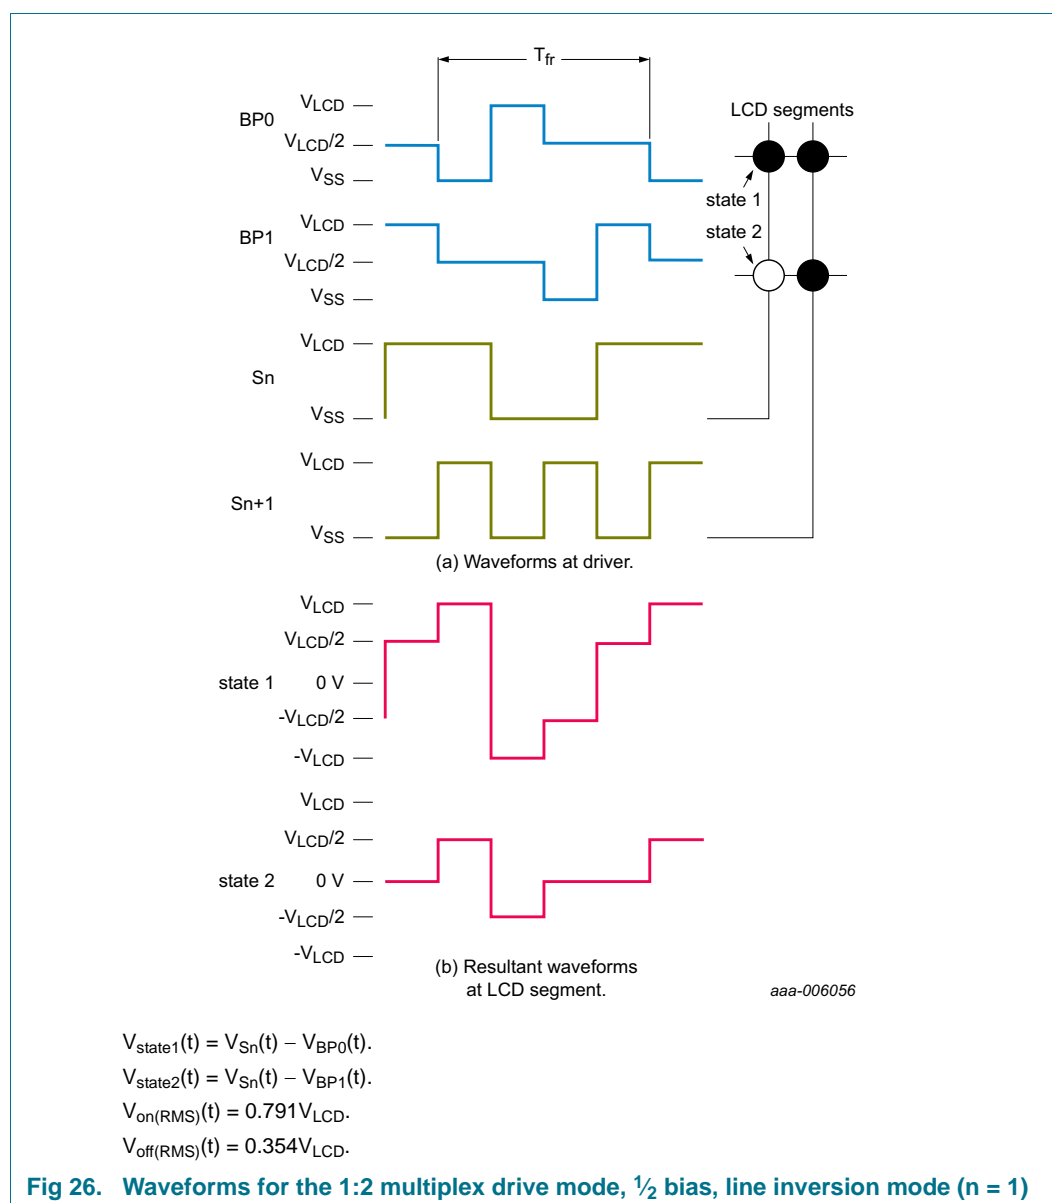 T_fr
BP0
V_LCD
V_LCD/2
V_SS
LCD segments
state 1
BP1
V_LCD
V_LCD/2
V_SS
state 2
Sn
V_LCD
V_SS
Sn+1
V_LCD
V_SS
(a) Waveforms at driver.
V_LCD
V_LCD/2
state 1
0 V
-V_LCD/2
-V_LCD
V_LCD
V_LCD/2
state 2
0 V
-V_LCD/2
-V_LCD
(b) Resultant waveforms
at LCD segment.
aaa-006056
V_state1(t) = V_Sn(t) − V_BP0(t).
V_state2(t) = V_Sn(t) − V_BP1(t).
V_on(RMS)(t) = 0.791V_LCD.
V_off(RMS)(t) = 0.354V_LCD.
Fig 26. Waveforms for the 1:2 multiplex drive mode, 1⁄2 bias, line inversion mode (n = 1)